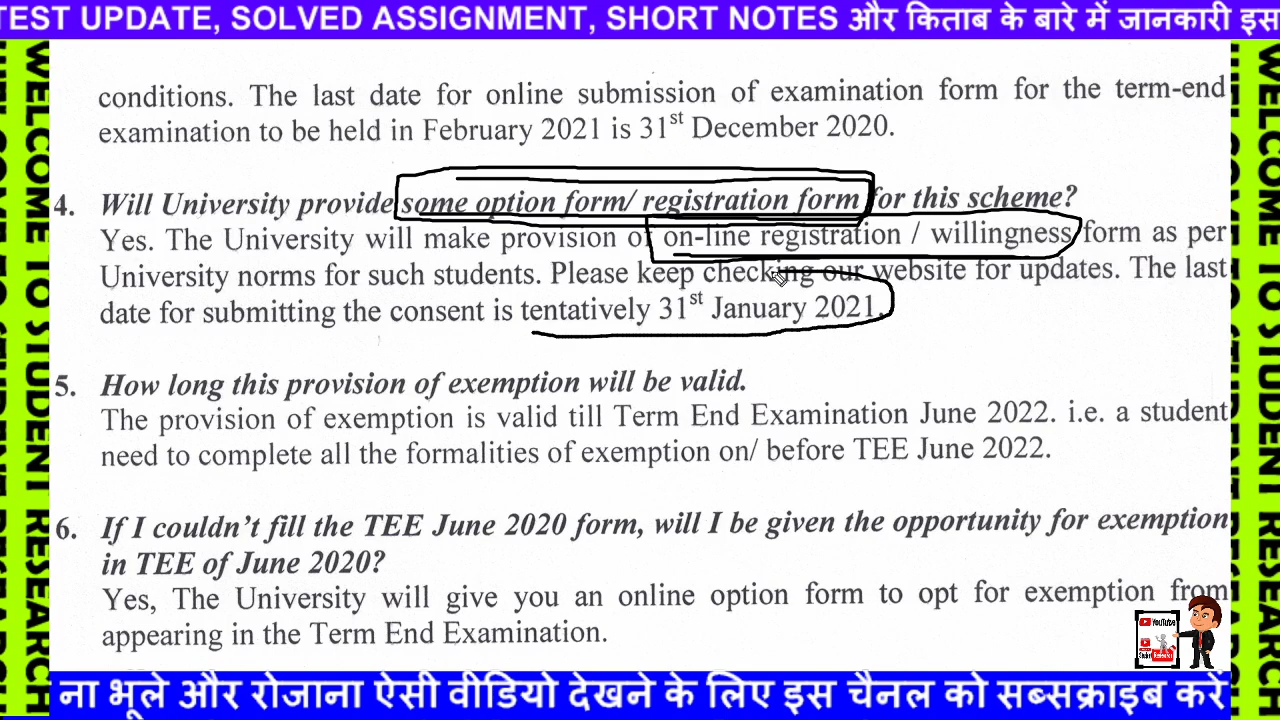 TEST UPDATE, SOLVED ASSIGNMENT, SHORT NOTES और किताब के बारे में जानकारी इस
WELCOME TO STUDENT RESEARCH
conditions. The last date for online submission of examination form for the term-end
examination to be held in February 2021 is 31st December 2020.
4. Will University provide some option form/ registration form for this scheme?
Yes. The University will make provision of on-line registration / willingness form as per
University norms for such students. Please keep checking our website for updates. The last
date for submitting the consent is tentatively 31st January 2021.
5. How long this provision of exemption will be valid.
The provision of exemption is valid till Term End Examination June 2022. i.e. a student
need to complete all the formalities of exemption on/ before TEE June 2022.
6. If I couldn't fill the TEE June 2020 form, will I be given the opportunity for exemption
in TEE of June 2020?
Yes, The University will give you an online option form to opt for exemption from
appearing in the Term End Examination.
YouTube
ना भूले और रोजाना ऐसी वीडियो देखने के लिए इस चैनल को सब्सक्राइब करें